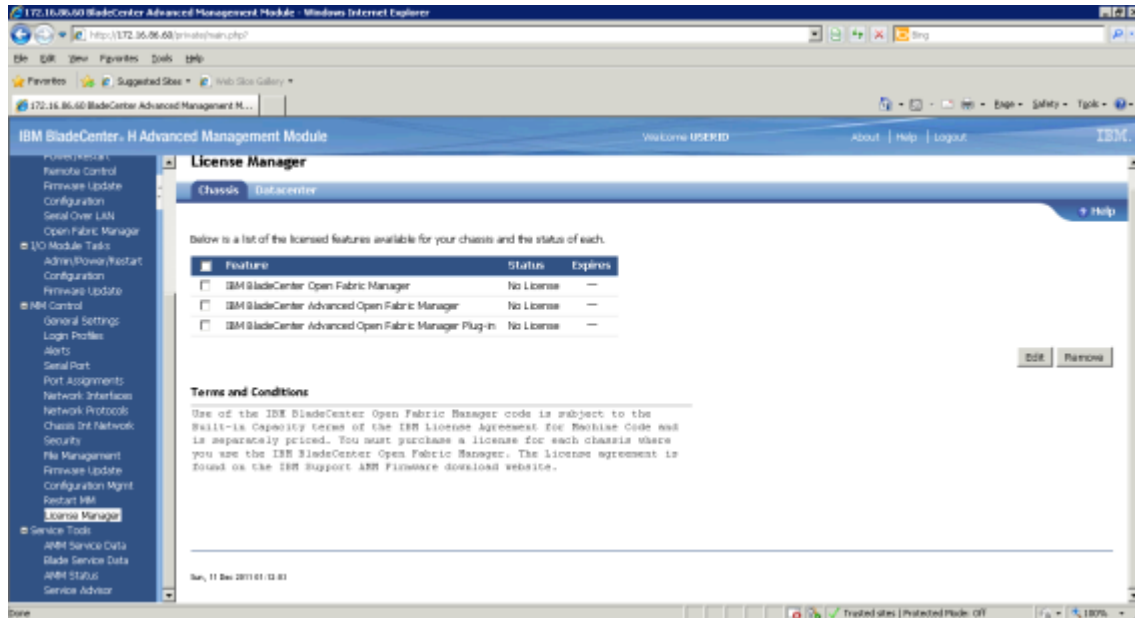 172.16.86.60 BladeCenter Advanced Management Module - Windows Internet Explorer
http://172.16.86.60/private/main.php?
Bing
File Edit View Favorites Tools Help
Favorites Suggested Sites Web Slice Gallery
172.16.86.60 BladeCenter Advanced Management M...
Page Safety Tools
IBM BladeCenter® H Advanced Management Module
Welcome USERID
About | Help | Logout
IBM.
Power/Restart
Remote Control
Firmware Update
Configuration
Serial Over LAN
Open Fabric Manager
I/O Module Tasks
Admin/Power/Restart
Configuration
Firmware Update
MM Control
General Settings
Login Profiles
Alerts
Serial Port
Port Assignments
Network Interfaces
Network Protocols
Chassis Int Network
Security
File Management
Firmware Update
Configuration Mgmt
Restart MM
License Manager
Service Tools
AMM Service Data
Blade Service Data
AMM Status
Service Advisor
License Manager
Chassis Datacenter
Help
Below is a list of the licensed features available for your chassis and the status of each.
Feature Status Expires
IBM BladeCenter Open Fabric Manager No License —
IBM BladeCenter Advanced Open Fabric Manager No License —
IBM BladeCenter Advanced Open Fabric Manager Plug-in No License —
Edit Remove
Terms and Conditions
Use of the IBM BladeCenter Open Fabric Manager code is subject to the
Built-in Capacity terms of the IBM License Agreement for Machine Code and
is separately priced. You must purchase a license for each chassis where
you use the IBM BladeCenter Open Fabric Manager. The License agreement is
found on the IBM Support AMM Firmware download website.
Sun, 11 Dec 2011
Done
Trusted sites | Protected Mode: Off
100%